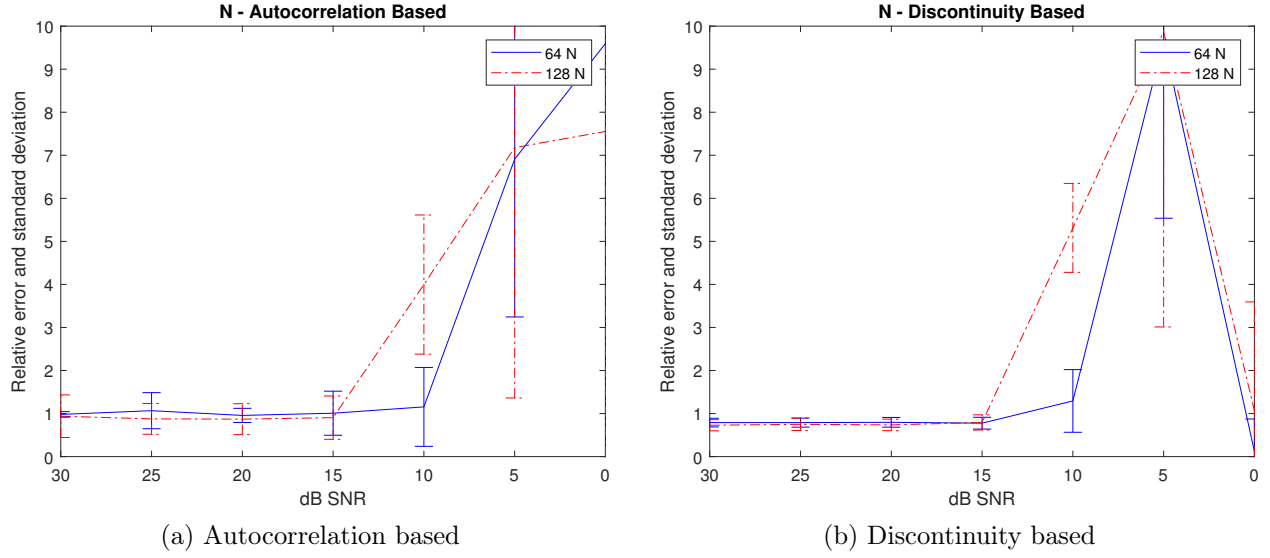 N - Autocorrelation Based
10
9
8
7
6
5
4
3
2
1
0
Relative error and standard deviation
64 N
128 N
30 25 20 15 10 5 0
dB SNR
(a) Autocorrelation based
N - Discontinuity Based
10
9
8
7
6
5
4
3
2
1
0
Relative error and standard deviation
64 N
128 N
30 25 20 15 10 5 0
dB SNR
(b) Discontinuity based